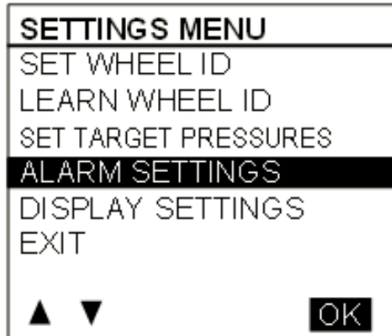 SETTINGS MENU
SET WHEEL ID
LEARN WHEEL ID
SET TARGET PRESSURES
ALARM SETTINGS
DISPLAY SETTINGS
EXIT
▲ ▼ OK